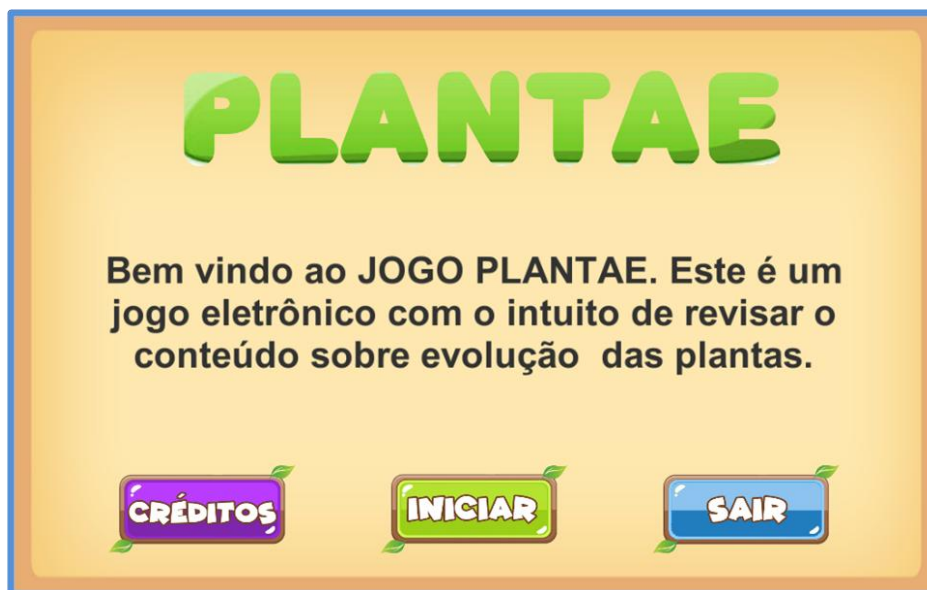 PLANTAE
Bem vindo ao JOGO PLANTAE. Este é um
jogo eletrônico com o intuito de revisar o
conteúdo sobre evolução  das plantas.
CRÉDITOS
INICIAR
SAIR